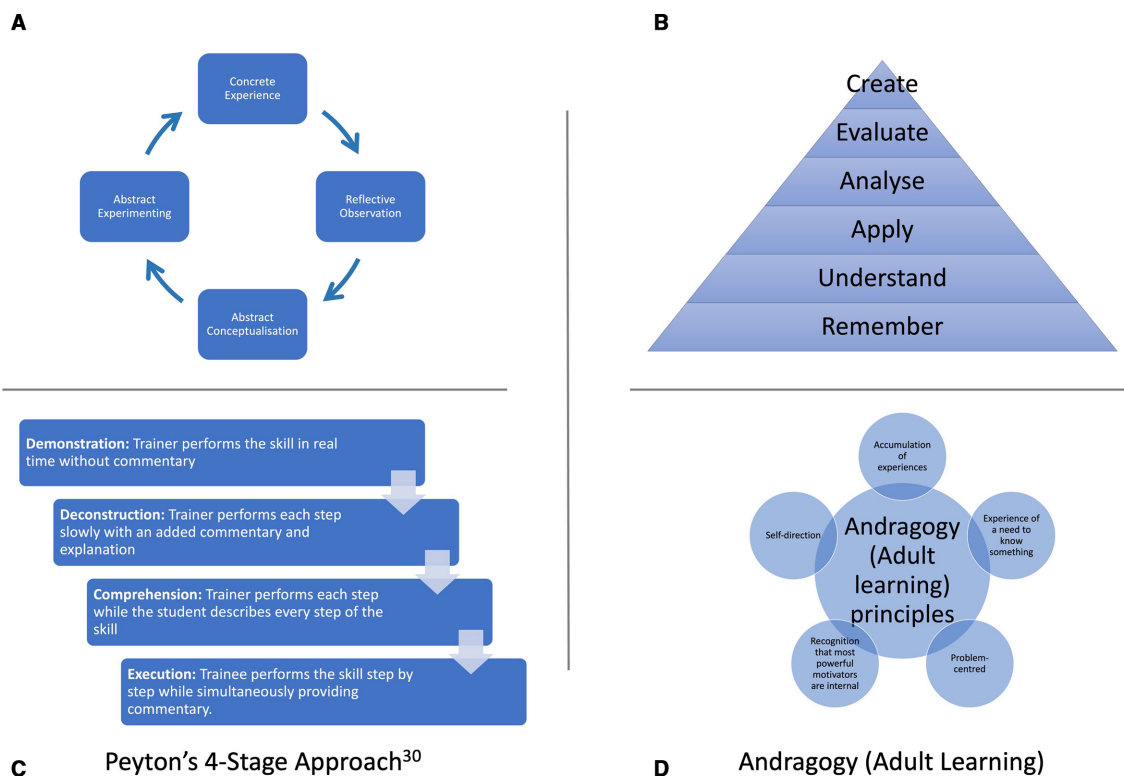 A
Concrete
Experience
Reflective
Observation
Abstract
Conceptualisation
Abstract
Experimenting
B
Create
Evaluate
Analyse
Apply
Understand
Remember
Demonstration: Trainer performs the skill in real
time without commentary
Deconstruction: Trainer performs each step
slowly with an added commentary and
explanation
Comprehension: Trainer performs each step
while the student describes every step of the
skill
Execution: Trainee performs the skill step by
step while simultaneously providing
commentary.
C
Peyton’s 4-Stage Approach³⁰
Accumulation
of
experiences
Experience of
a need to
know
something
Problem-
centred
Recognition
that most
powerful
motivators
are internal
Self-direction
Andragogy
(Adult
learning)
principles
D
Andragogy (Adult Learning)